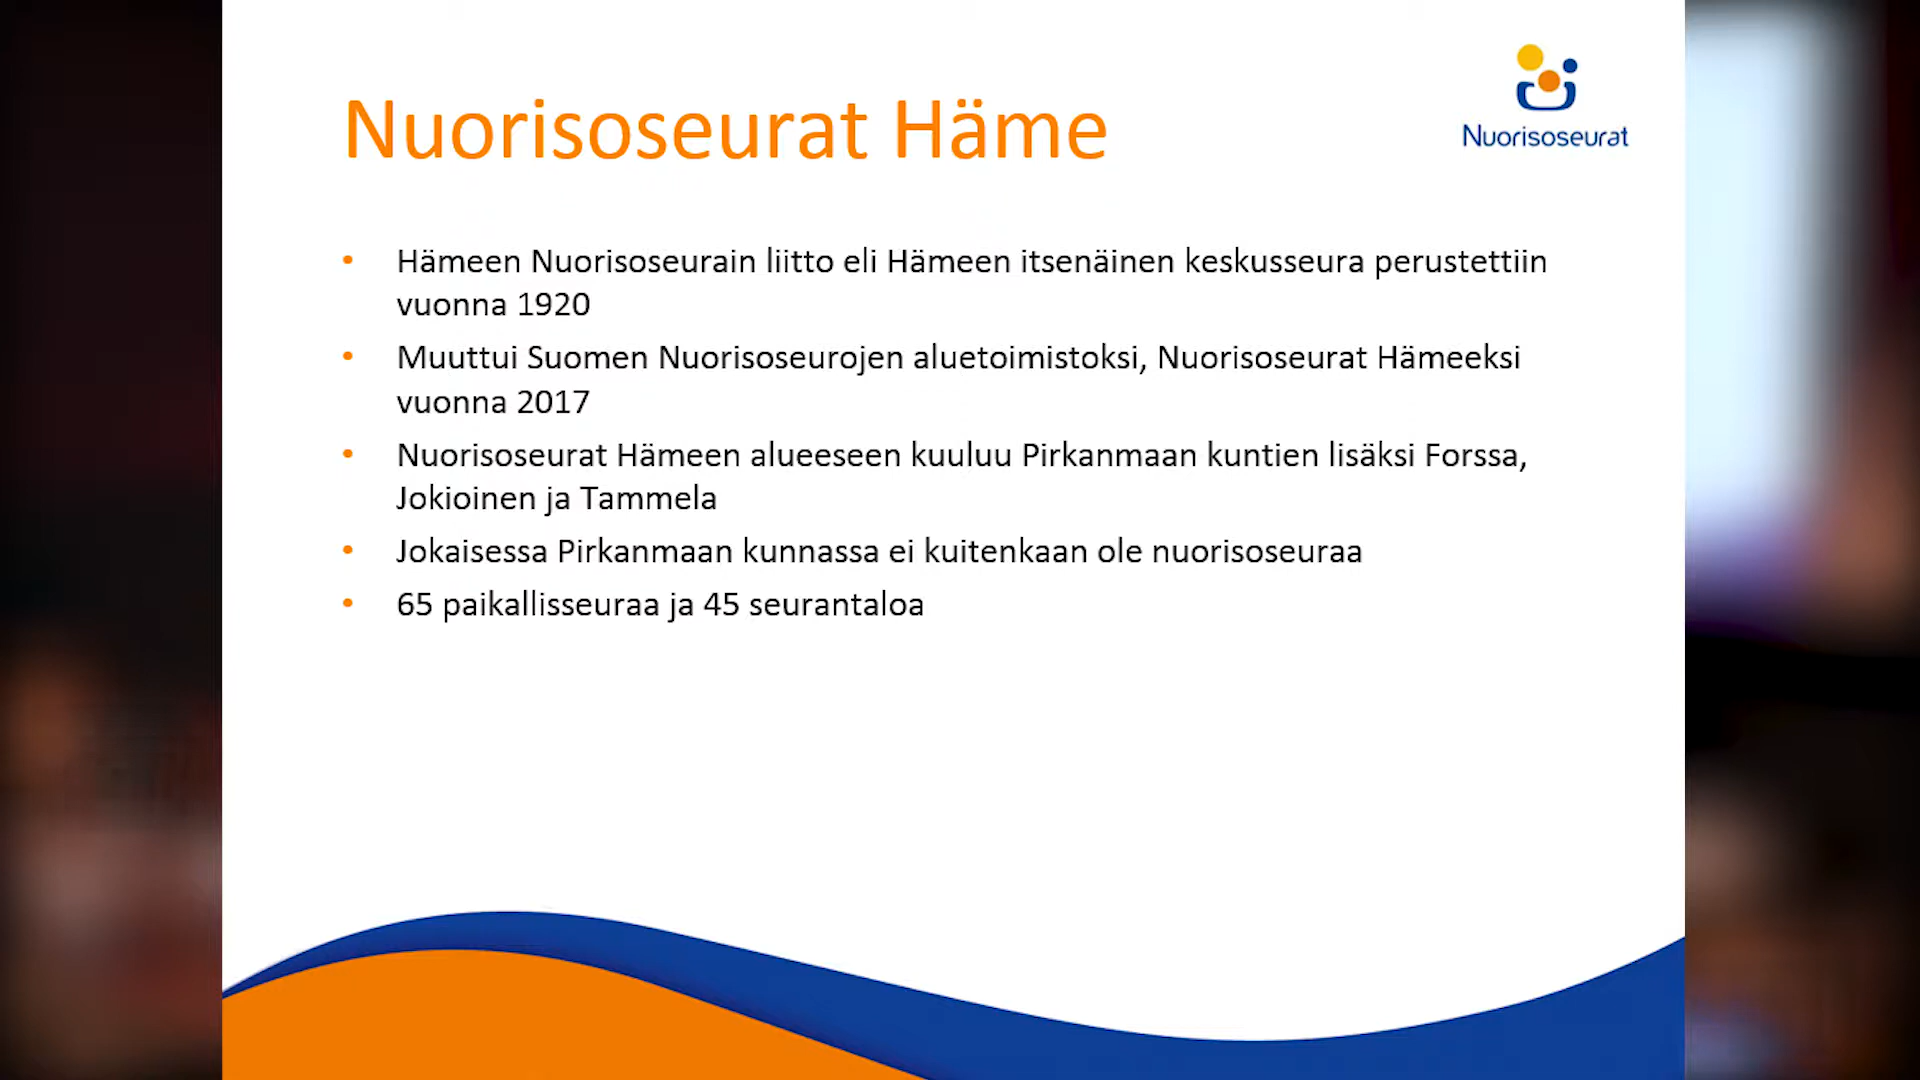 Nuorisoseurat
Nuorisoseurat Häme
• Hämeen Nuorisoseurain liitto eli Hämeen itsenäinen keskusseura perustettiin
vuonna 1920
• Muuttui Suomen Nuorisoseurojen aluetoimistoksi, Nuorisoseurat Hämeeksi
vuonna 2017
• Nuorisoseurat Hämeen alueeseen kuuluu Pirkanmaan kuntien lisäksi Forssa,
Jokioinen ja Tammela
• Jokaisessa Pirkanmaan kunnassa ei kuitenkaan ole nuorisoseuraa
• 65 paikallisseuraa ja 45 seurantaloa